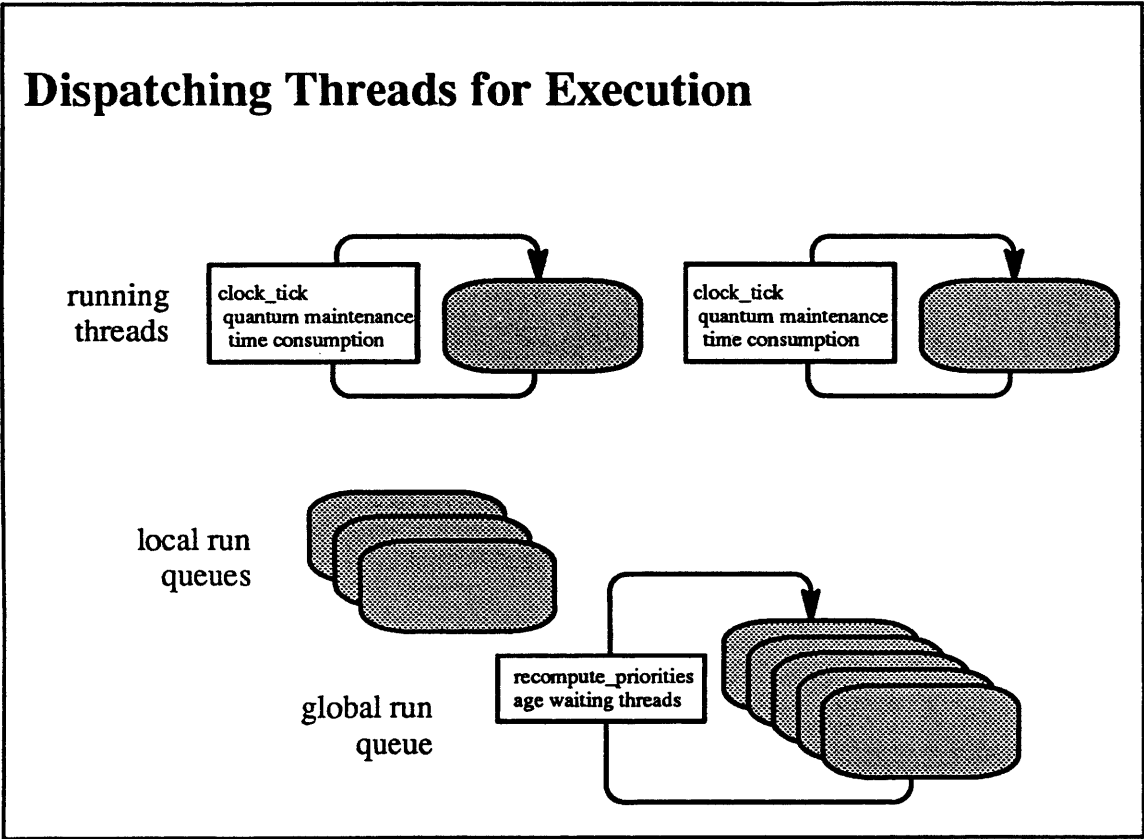 Dispatching Threads for Execution
running
threads
clock_tick
quantum maintenance
time consumption
clock_tick
quantum maintenance
time consumption
local run
queues
recompute_priorities
age waiting threads
global run
queue